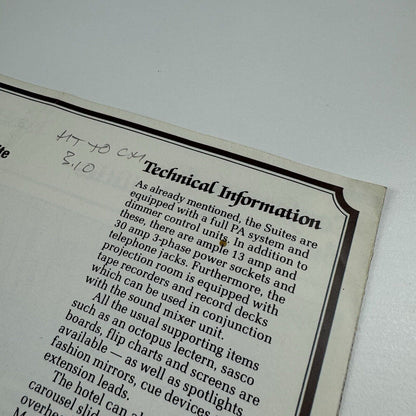 HT TO CM
3.10
Technical Information
As already mentioned, the Suites are
equipped with a full PA system and
dimmer control units. In addition to
these, there are ample 13 amp and
30 amp 3-phase power sockets and
telephone jacks. Furthermore, the
projection room is equipped with
tape recorders and record decks
which can be used in conjunction
with the sound mixer unit.
All the usual supporting items
such as an octopus lectern, sasco
boards, flip charts and screens are
available — as well as spotlights
fashion mirrors, cue devices,
extension leads.
The hotel can
carousel